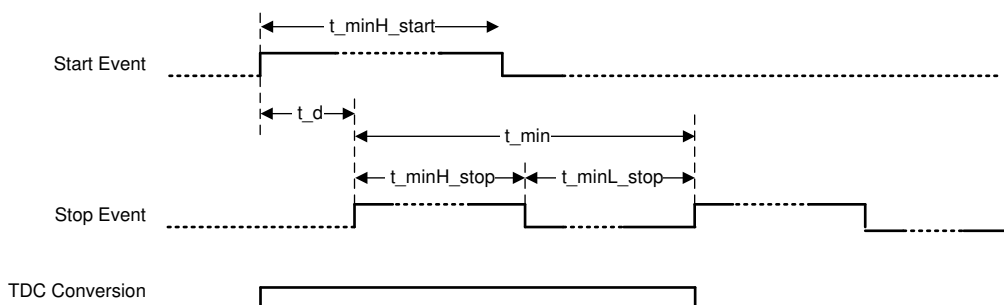 t_minH_start
Start Event
t_d
t_min
t_minH_stop
t_minL_stop
Stop Event
TDC Conversion